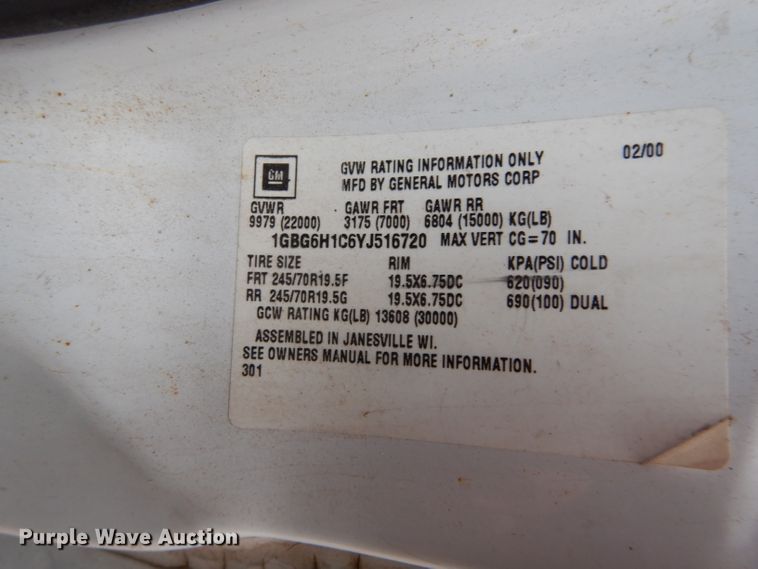 GM
GVW RATING INFORMATION ONLY 02/00
MFD BY GENERAL MOTORS CORP
GVWR GAWR FRT GAWR RR
9979 (22000) 3175 (7000) 6804 (15000) KG(LB)
1GBG6H1C6YJ516720 MAX VERT CG=70 IN.
TIRE SIZE RIM KPA(PSI) COLD
FRT 245/70R19.5F 19.5X6.75DC 620(090)
RR 245/70R19.5G 19.5X6.75DC 690(100) DUAL
GCW RATING KG(LB) 13608 (30000)
ASSEMBLED IN JANESVILLE WI.
SEE OWNERS MANUAL FOR MORE INFORMATION.
301
Purple Wave Auction